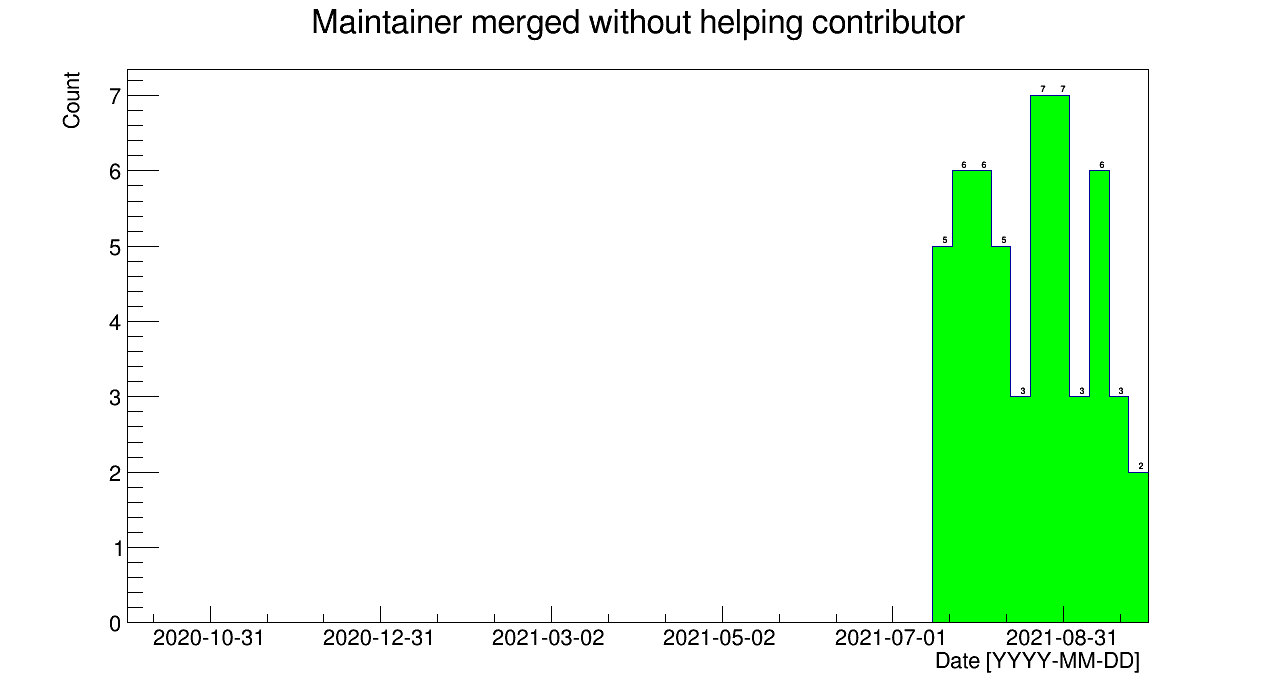 Maintainer merged without helping contributor
Count
7
6
5
4
3
2
1
0
5 6 6 5 3 7 7 3 6 3 2
2020-10-31 2020-12-31 2021-03-02 2021-05-02 2021-07-01 2021-08-31
Date [YYYY-MM-DD]